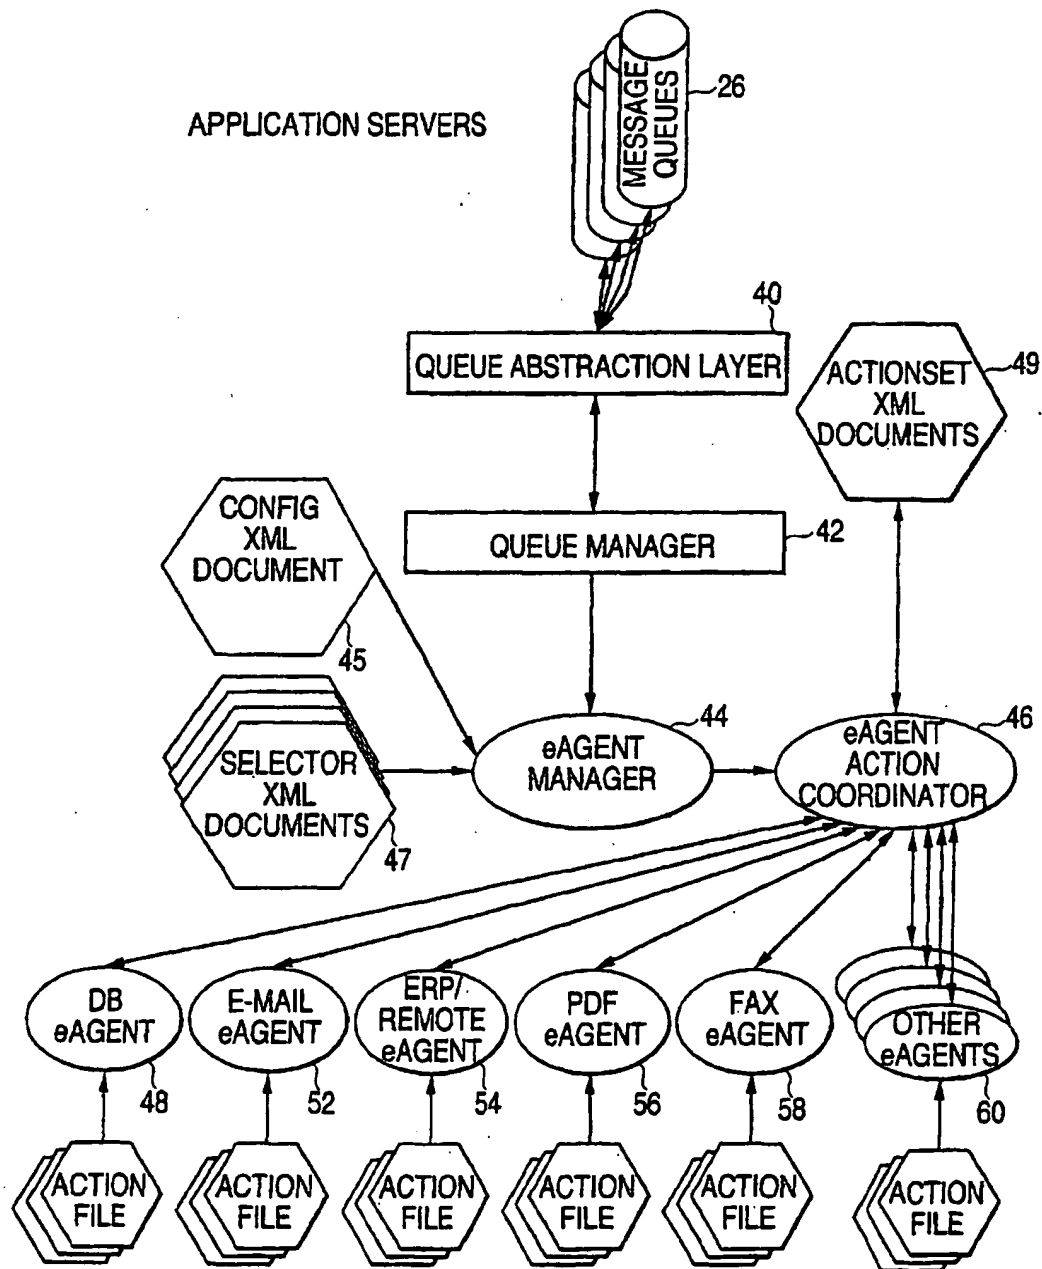 MESSAGE
QUEUES
26
APPLICATION SERVERS
40
QUEUE ABSTRACTION LAYER
ACTIONSET
XML
DOCUMENTS
49
CONFIG
XML
DOCUMENT
45
QUEUE MANAGER
42
SELECTOR
XML
DOCUMENTS
47
eAGENT
MANAGER
44
eAGENT
ACTION
COORDINATOR
46
DB
eAGENT
48
E-MAIL
eAGENT
52
ERP/
REMOTE
eAGENT
54
PDF
eAGENT
56
FAX
eAGENT
58
OTHER
eAGENTS
60
ACTION
FILE
ACTION
FILE
ACTION
FILE
ACTION
FILE
ACTION
FILE
ACTION
FILE